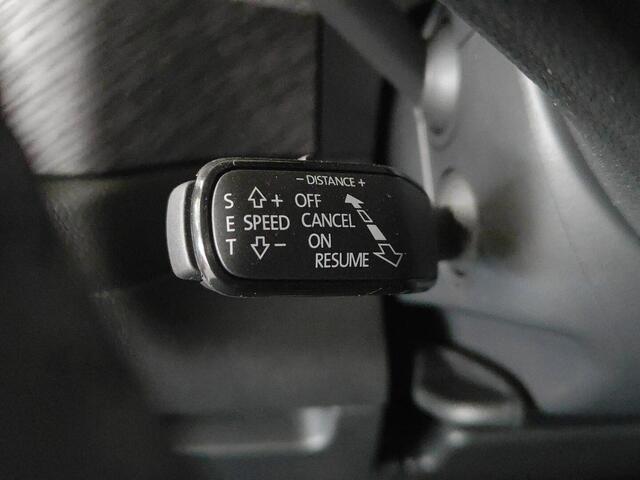 - DISTANCE +
S + OFF
E SPEED CANCEL
T - ON
RESUME